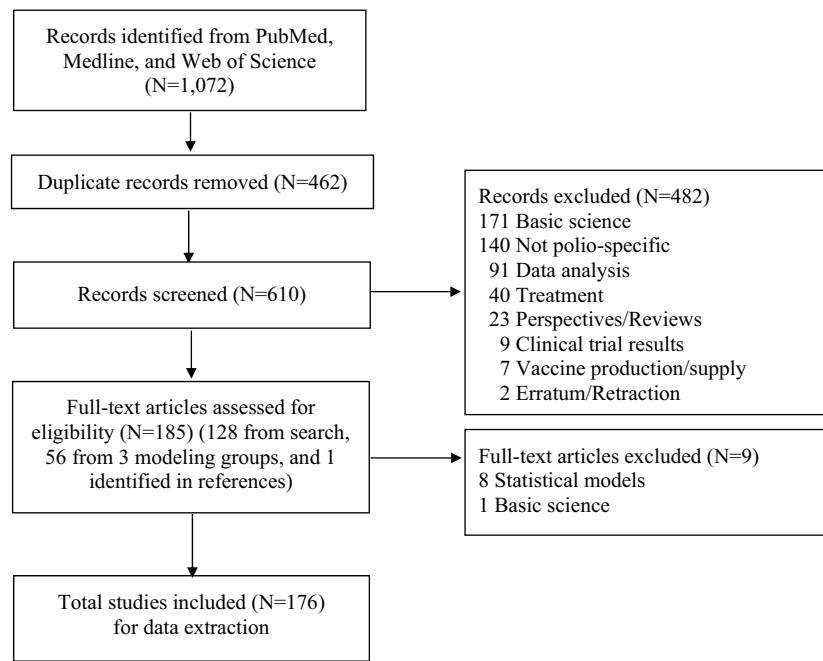 Records identified from PubMed,
Medline, and Web of Science
(N=1,072)
Duplicate records removed (N=462)
Records screened (N=610)
Records excluded (N=482)
171 Basic science
140 Not polio-specific
91 Data analysis
40 Treatment
23 Perspectives/Reviews
9 Clinical trial results
7 Vaccine production/supply
2 Erratum/Retraction
Full-text articles assessed for
eligibility (N=185) (128 from search,
56 from 3 modeling groups, and 1
identified in references)
Full-text articles excluded (N=9)
8 Statistical models
1 Basic science
Total studies included (N=176)
for data extraction